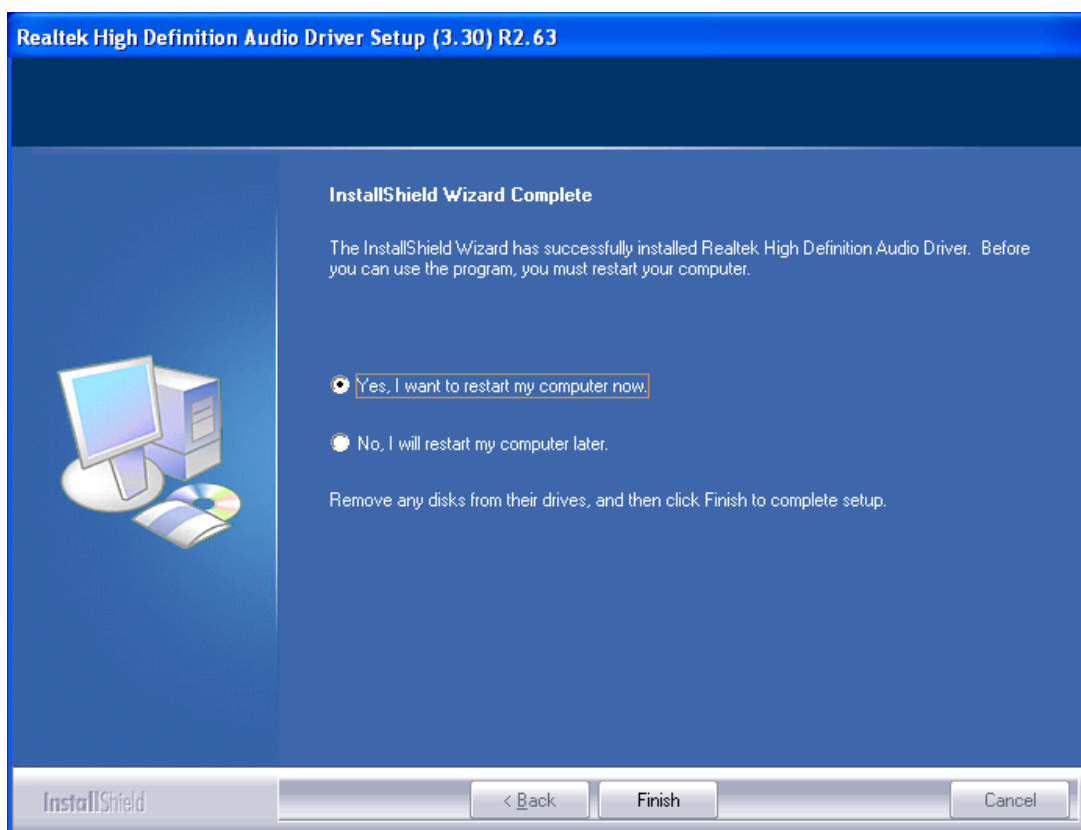 Realtek High Definition Audio Driver Setup (3.30) R2.63
InstallShield Wizard Complete
The InstallShield Wizard has successfully installed Realtek High Definition Audio Driver. Before
you can use the program, you must restart your computer.
Yes, I want to restart my computer now.
No, I will restart my computer later.
Remove any disks from their drives, and then click Finish to complete setup.
InstallShield
< Back
Finish
Cancel